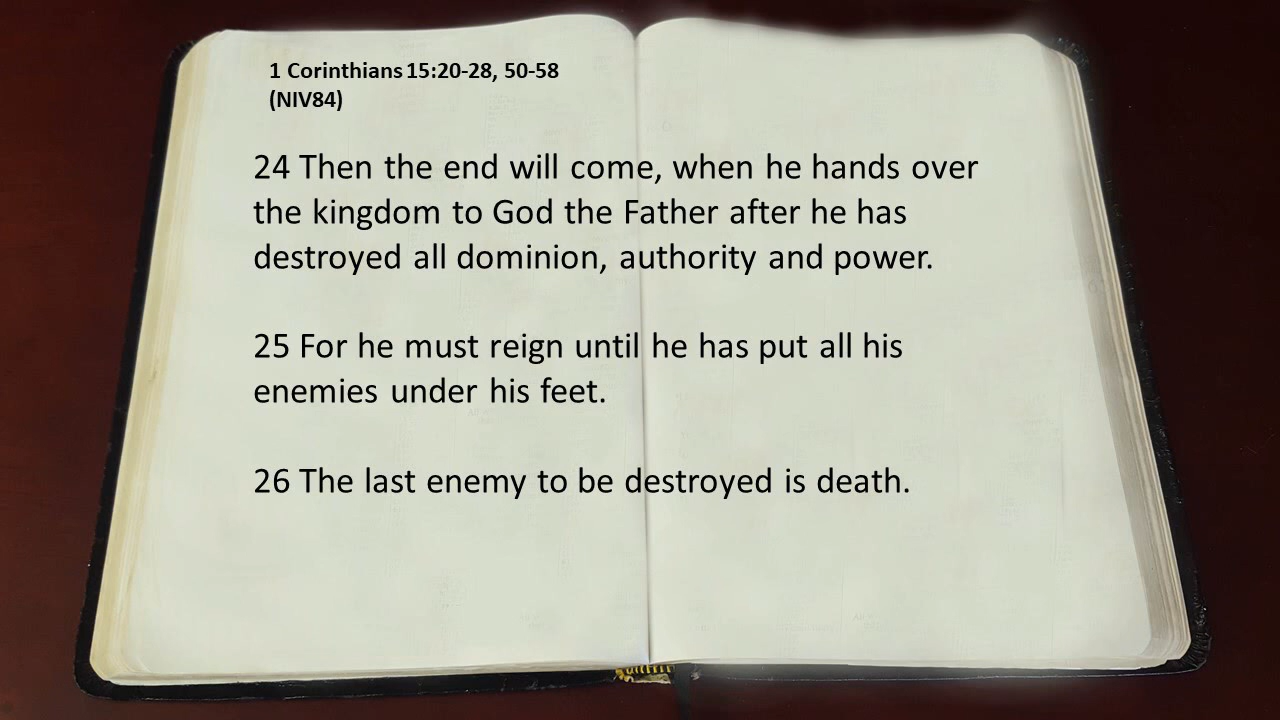 1 Corinthians 15:20-28, 50-58
(NIV84)
24 Then the end will come, when he hands over
the kingdom to God the Father after he has
destroyed all dominion, authority and power.
25 For he must reign until he has put all his
enemies under his feet.
26 The last enemy to be destroyed is death.